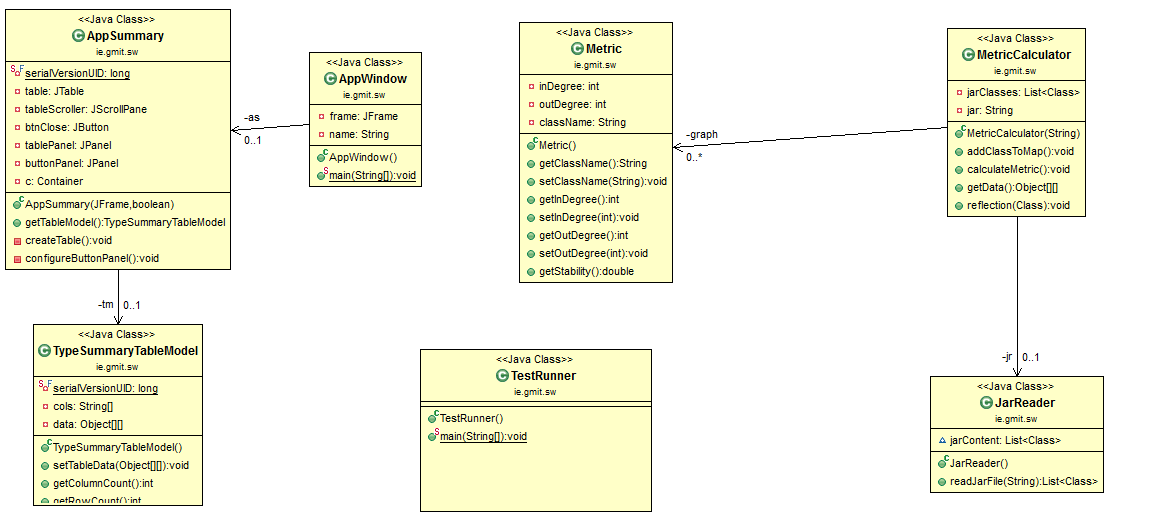 <<Java Class>>
AppSummary
ie.gmit.sw
serialVersionUID: long
table: JTable
tableScroller: JScrollPane
btnClose: JButton
tablePanel: JPanel
buttonPanel: JPanel
c: Container
AppSummary(JFrame,boolean)
getTableModel():TypeSummaryTableModel
createTable():void
configureButtonPanel():void
-as
0..1
<<Java Class>>
AppWindow
ie.gmit.sw
frame: JFrame
name: String
AppWindow()
main(String[]):void
<<Java Class>>
Metric
ie.gmit.sw
inDegree: int
outDegree: int
className: String
Metric()
getClassName():String
setClassName(String):void
getInDegree():int
setInDegree(int):void
getOutDegree():int
setOutDegree(int):void
getStability():double
-graph
0..*
<<Java Class>>
MetricCalculator
ie.gmit.sw
jarClasses: List<Class>
jar: String
MetricCalculator(String)
addClassToMap():void
calculateMetric():void
getData():Object[][]
reflection(Class):void
-tm
0..1
<<Java Class>>
TypeSummaryTableModel
ie.gmit.sw
serialVersionUID: long
cols: String[]
data: Object[][]
TypeSummaryTableModel()
setTableData(Object[][]):void
getColumnCount():int
getRowCount():int
<<Java Class>>
TestRunner
ie.gmit.sw
TestRunner()
main(String[]):void
-jr
0..1
<<Java Class>>
JarReader
ie.gmit.sw
jarContent: List<Class>
JarReader()
readJarFile(String):List<Class>